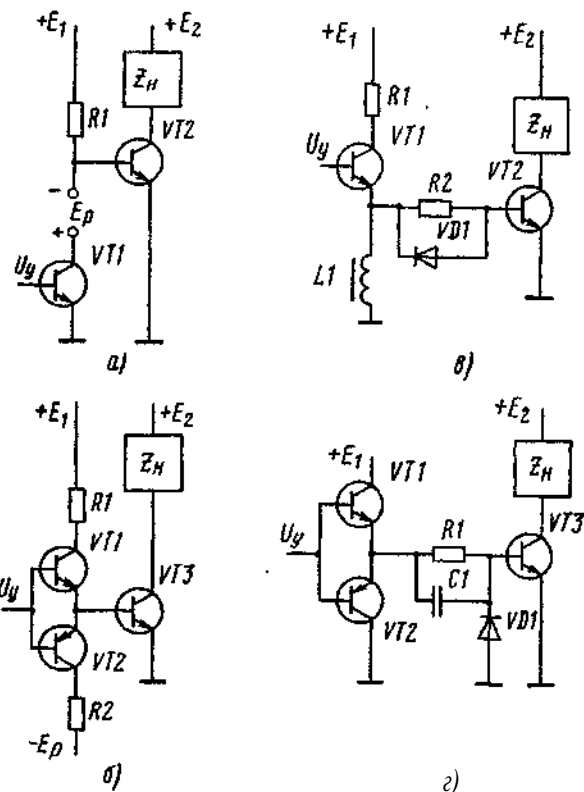 +E₁
+E₂
Zн
R1
VT2
−
Eр
+
VT1
Uу
а)
+E₁
+E₂
R1
Zн
VT1
Uу
VT2
R2
VD1
L1
в)
+E₁
+E₂
Zн
R1
VT1
Uу
VT3
VT2
R2
-Eр
б)
+E₂
+E₁
VT1
Zн
R1
VT3
Uу
C1
VT2
VD1
г)